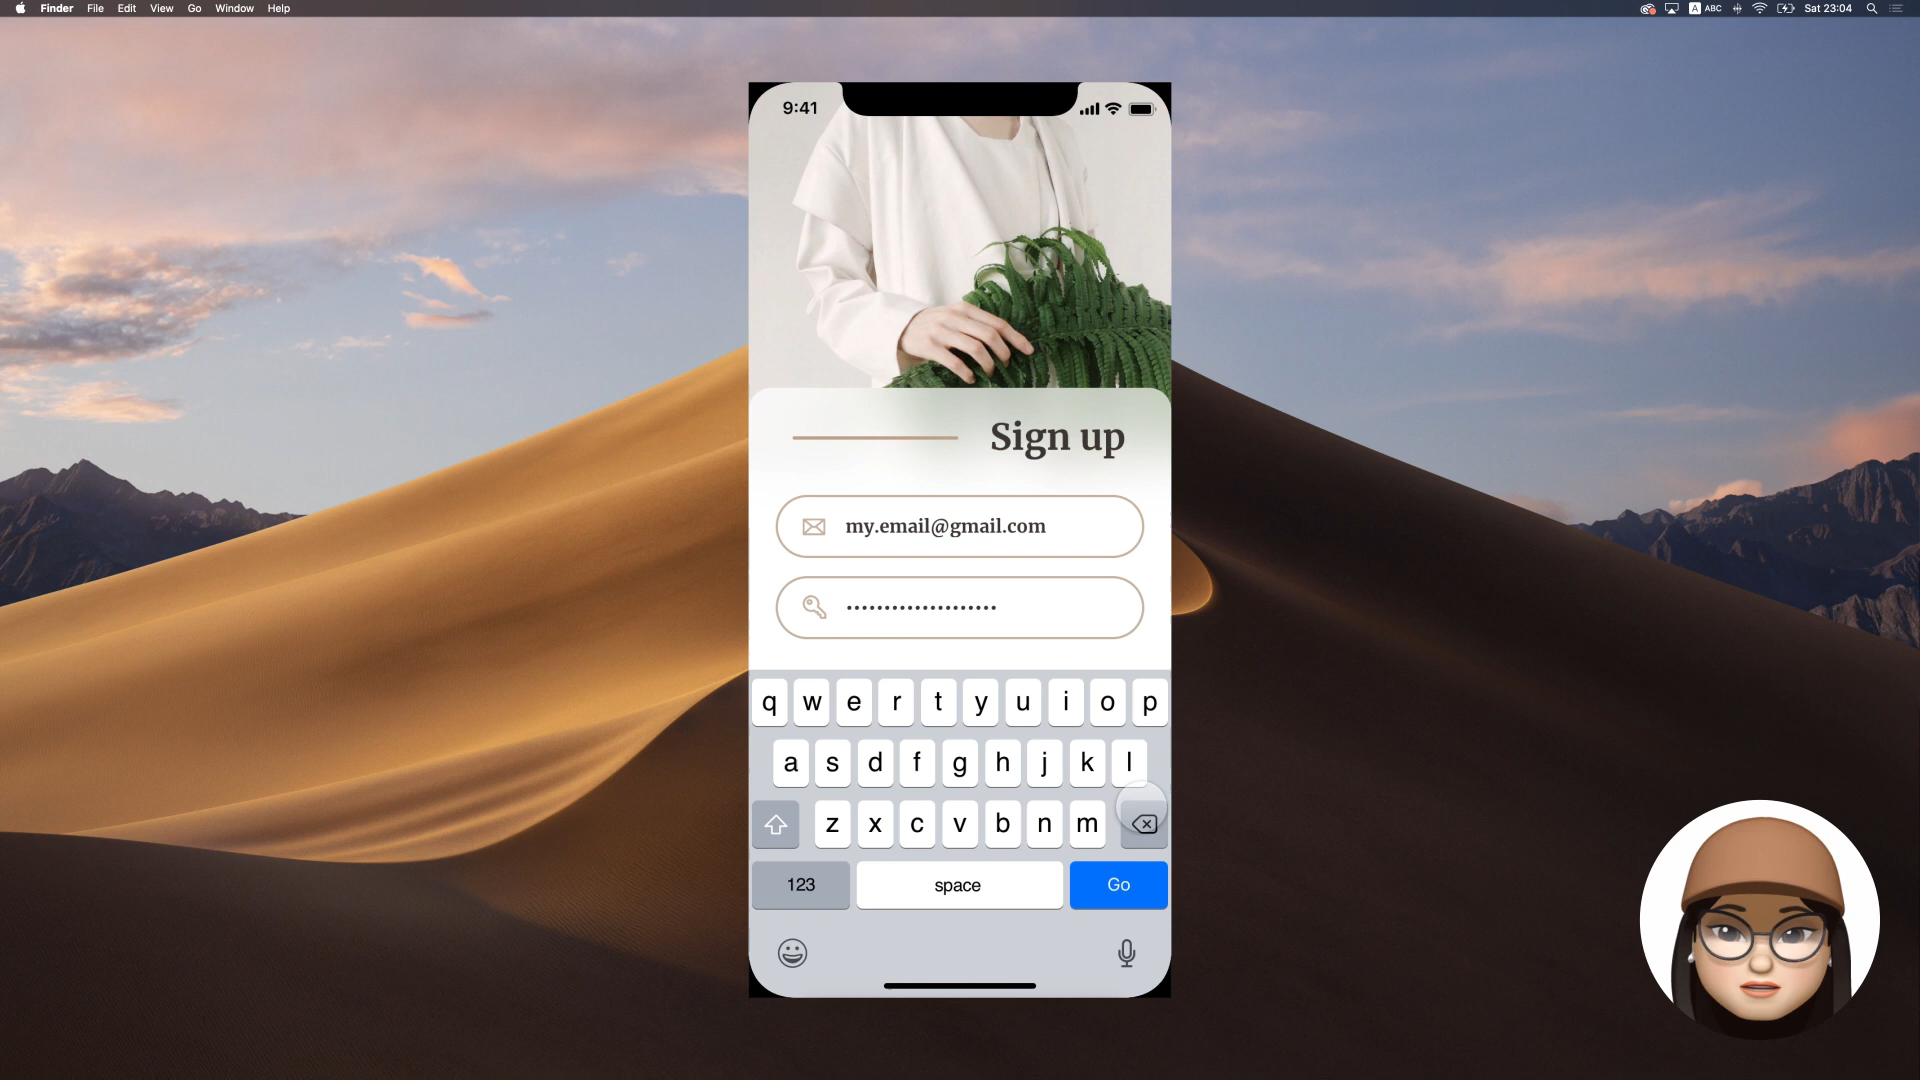 Finder File Edit View Go Window Help
A ABC Sat 23:04
9:41
Sign up
my.email@gmail.com
••••••••••••••••••••
q w e r t y u i o p
a s d f g h j k l
z x c v b n m
123 space Go